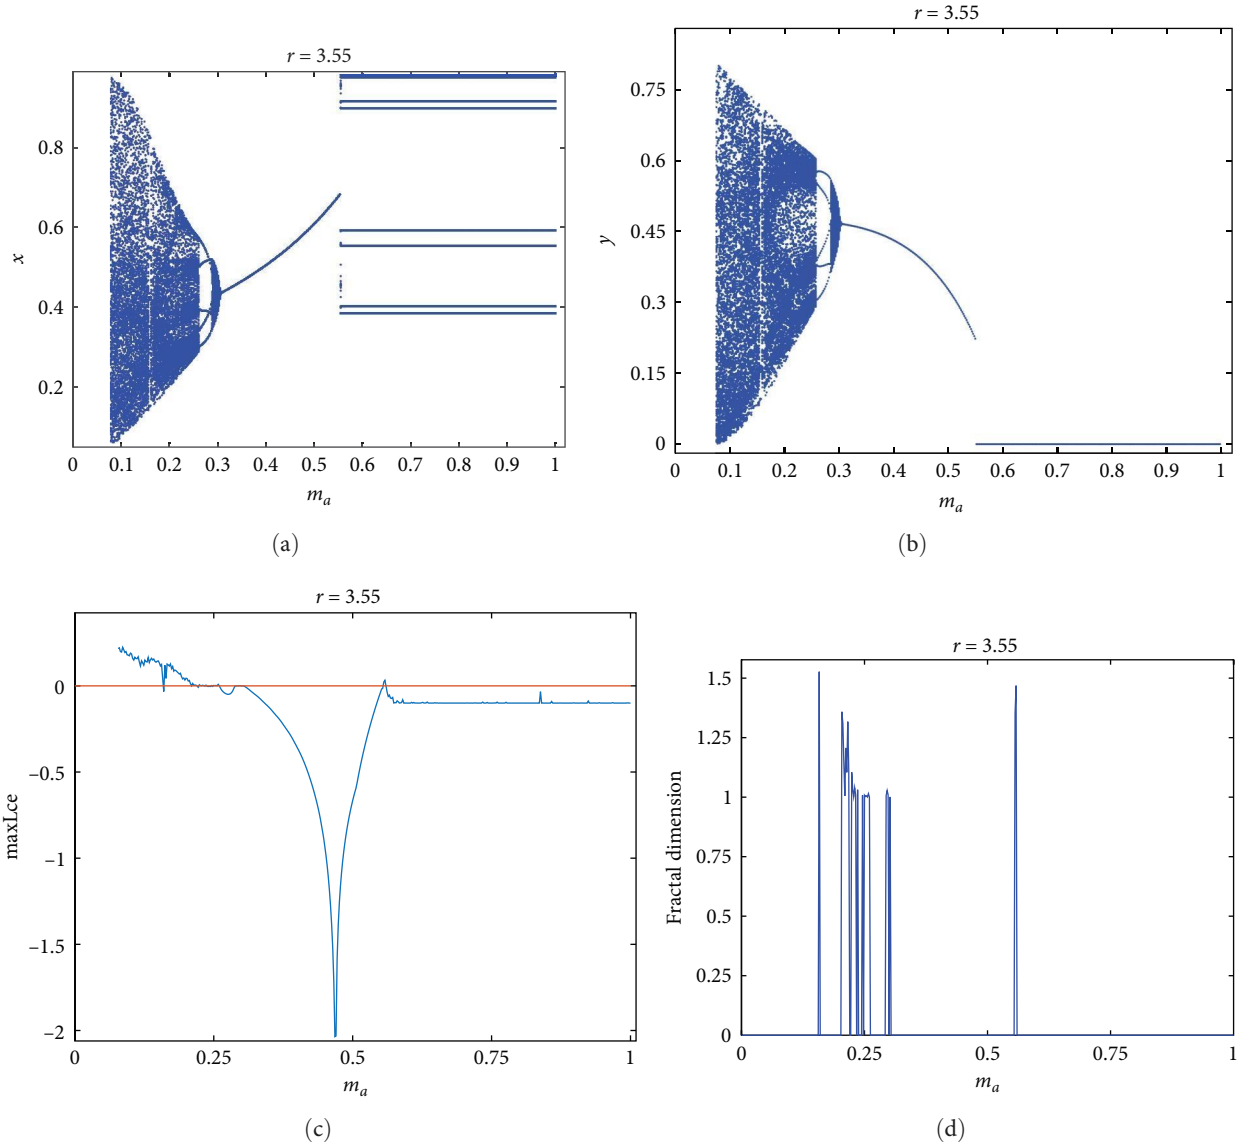 r = 3.55
x
0.8
0.6
0.4
0.2
0 0.1 0.2 0.3 0.4 0.5 0.6 0.7 0.8 0.9 1
m_a
(a)
r = 3.55
y
0.75
0.6
0.45
0.3
0.15
0
0 0.1 0.2 0.3 0.4 0.5 0.6 0.7 0.8 0.9 1
m_a
(b)
r = 3.55
maxLce
0
−0.5
−1
−1.5
−2
0 0.25 0.5 0.75 1
m_a
(c)
r = 3.55
Fractal dimension
1.5
1.25
1
0.75
0.5
0.25
0
0 0.25 0.5 0.75 1
m_a
(d)